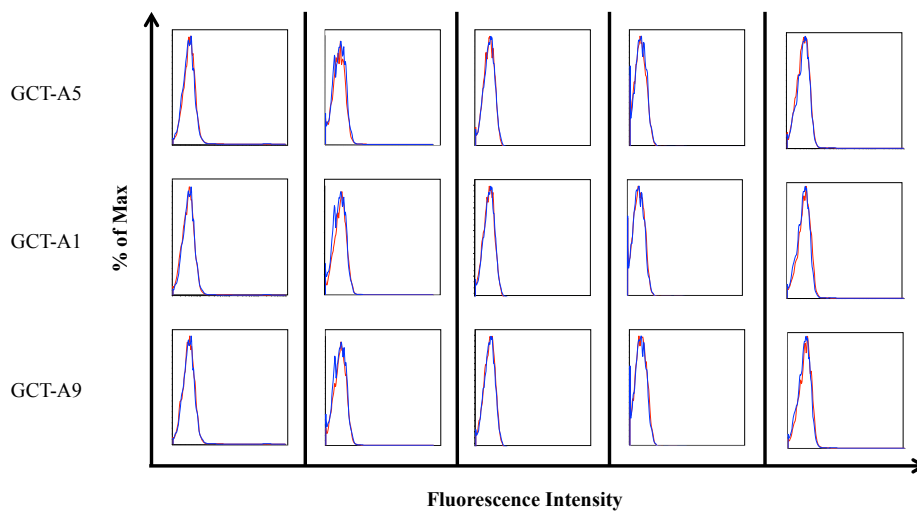 GCT-A5
GCT-A1
GCT-A9
% of Max
Fluorescence Intensity